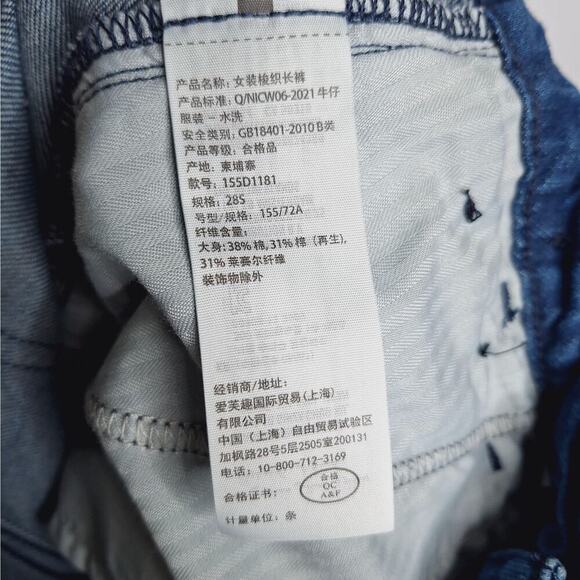 产品名称: 女装梭织长裤
产品标准: Q/NICW06-2021 牛仔
服装 – 水洗
安全类别: GB18401-2010 B类
产品等级: 合格品
产地: 柬埔寨
款号: 155D1181
规格: 28S
号型/规格: 155/72A
纤维含量:
大身: 38% 棉, 31% 棉 (再生),
31% 莱赛尔纤维
装饰物除外
经销商/地址:
爱芙趣国际贸易(上海)
有限公司
中国 (上海) 自由贸易试验区
加枫路28号5层2505室 200131
电话: 10-800-712-3169
合格证书:
合格
QC
A&F
计量单位: 条